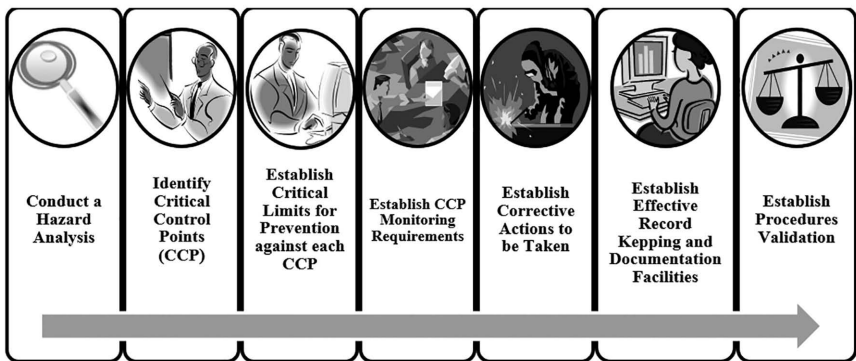 Conduct a
Hazard
Analysis
Identify
Critical
Control
Points
(CCP)
Establish
Critical
Limits for
Prevention
against each
CCP
Establish CCP
Monitoring
Requirements
Establish
Corrective
Actions to
be Taken
Establish
Effective
Record
Kepping and
Documentation
Facilities
Establish
Procedures
Validation